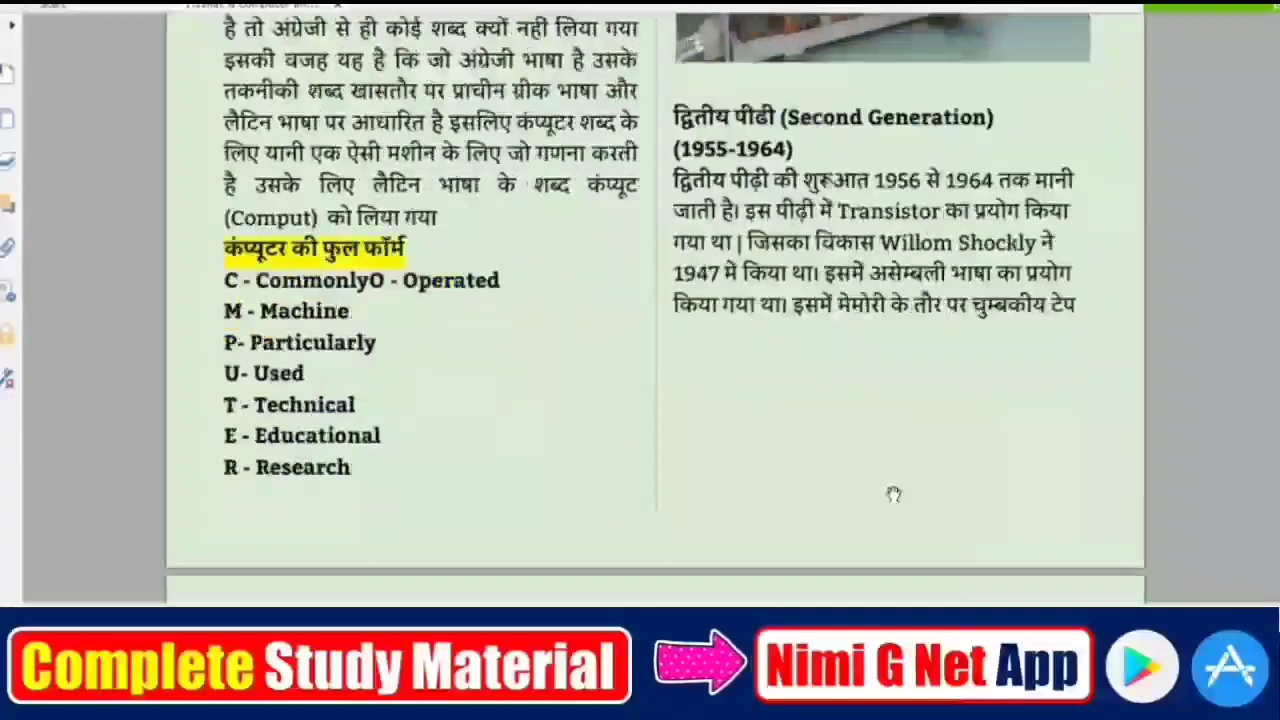 है तो अंग्रेजी से ही कोई शब्द क्यों नहीं लिया गया
इसकी वजह यह है कि जो अंग्रेजी भाषा है उसके
तकनीकी शब्द खासतौर पर प्राचीन ग्रीक भाषा और
लैटिन भाषा पर आधारित है इसलिए कंप्यूटर शब्द के
लिए यानी एक ऐसी मशीन के लिए जो गणना करती
है उसके लिए लैटिन भाषा के शब्द कंप्यूट
(Comput) को लिया गया
कंप्यूटर की फुल फॉर्म
C - CommonlyO - Operated
M - Machine
P- Particularly
U- Used
T - Technical
E - Educational
R - Research
द्वितीय पीढी (Second Generation)
(1955-1964)
द्वितीय पीढ़ी की शुरूआत 1956 से 1964 तक मानी
जाती है। इस पीढ़ी में Transistor का प्रयोग किया
गया था | जिसका विकास Willom Shockly ने
1947 में किया था। इसमें असेम्बली भाषा का प्रयोग
किया गया था। इसमें मेमोरी के तौर पर चुम्बकीय टेप
Complete Study Material
Nimi G Net App